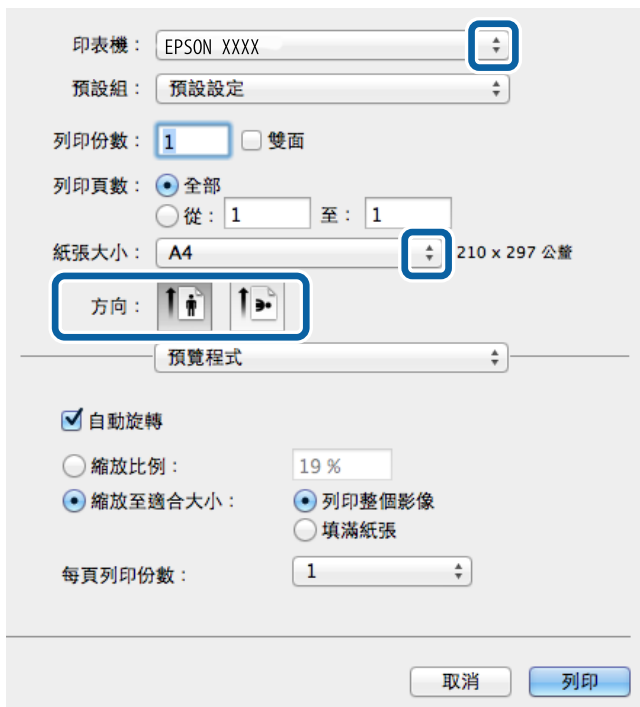 印表機： EPSON XXXX
預設組： 預設設定
列印份數： 1 雙面
列印頁數： 全部
從： 1 至： 1
紙張大小： A4 210 x 297 公釐
方向：
預覽程式
自動旋轉
縮放比例： 19 %
縮放至適合大小： 列印整個影像
填滿紙張
每頁列印份數： 1
取消 列印